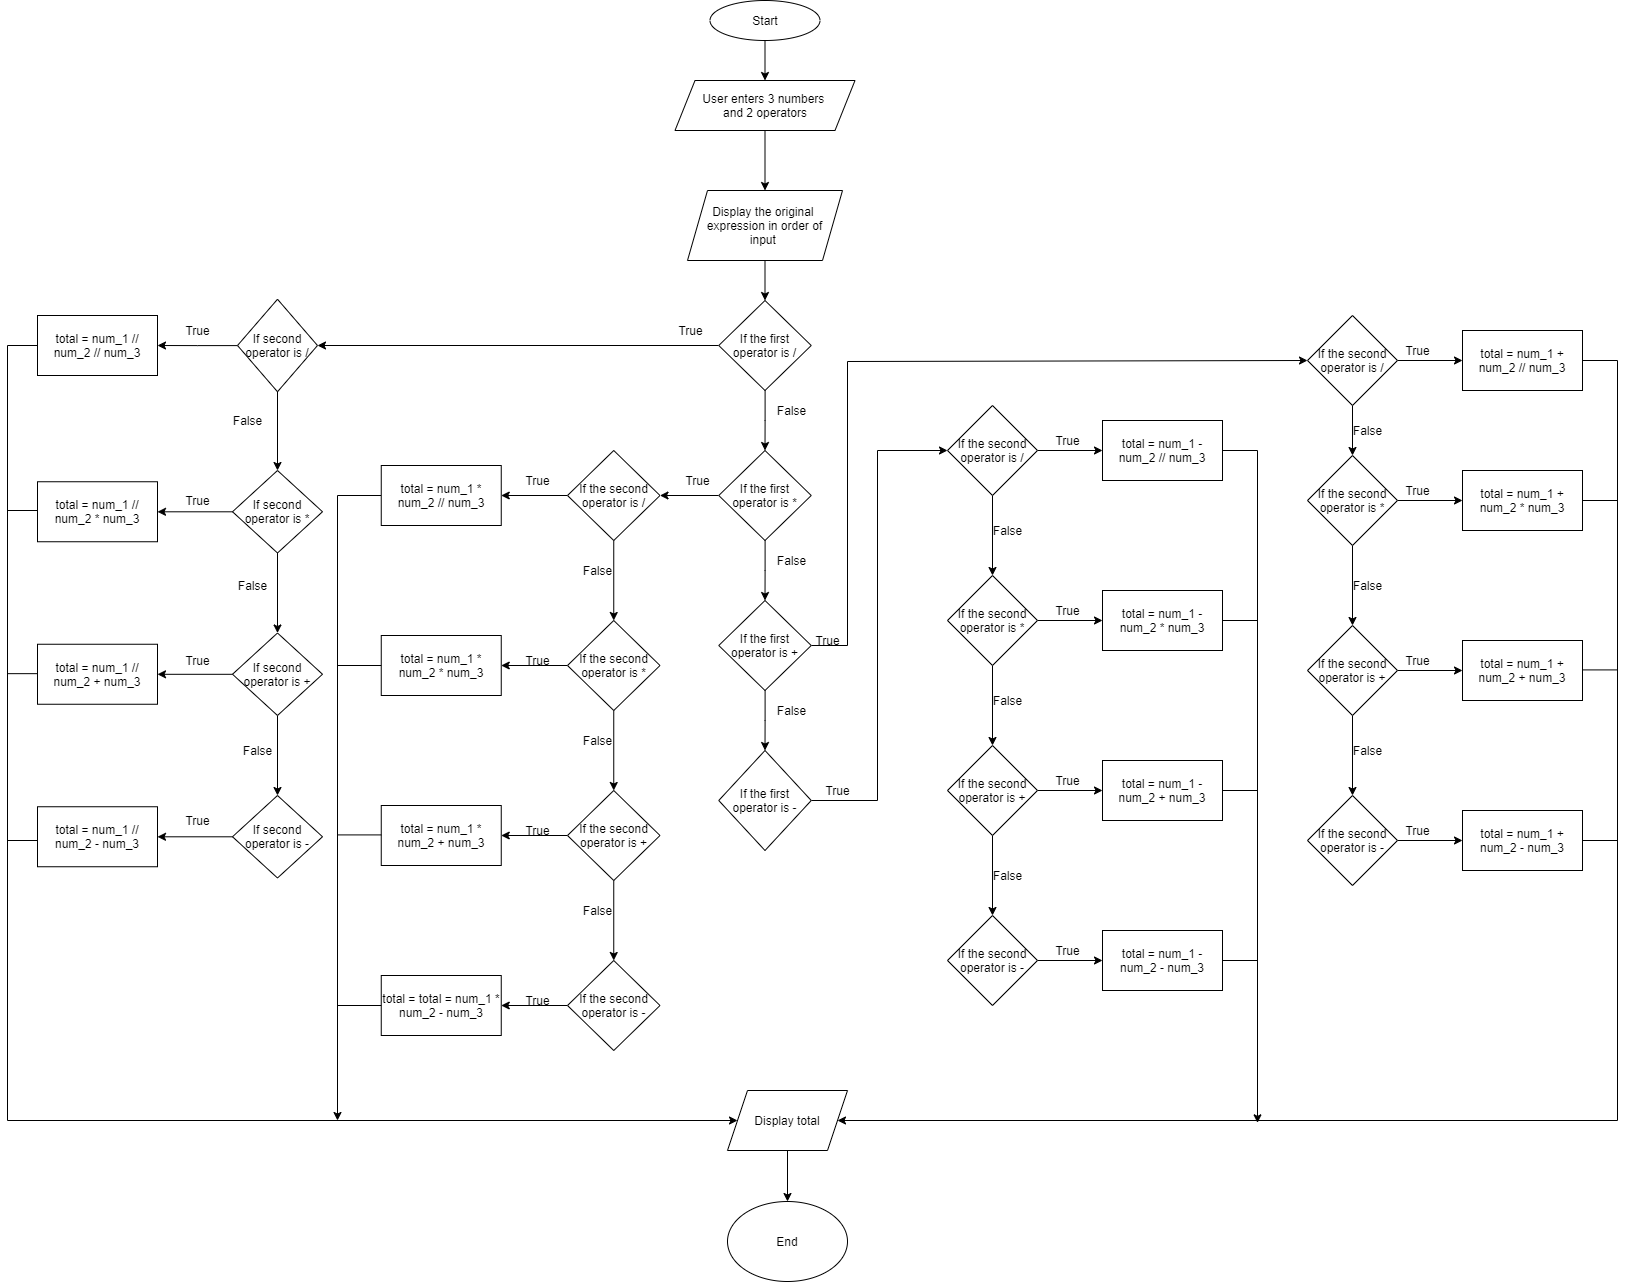 Start
User enters 3 numbers
and 2 operators
Display the original
expression in order of
input
If the first
operator is /
True
False
If second
operator is /
True
total = num_1 //
num_2 // num_3
False
If second
operator is *
True
total = num_1 //
num_2 * num_3
False
If second
operator is +
True
total = num_1 //
num_2 + num_3
False
If second
operator is -
True
total = num_1 //
num_2 - num_3
If the first
operator is *
True
False
If the second
operator is /
True
total = num_1 *
num_2 // num_3
False
If the second
operator is *
True
total = num_1 *
num_2 * num_3
False
If the second
operator is +
True
total = num_1 *
num_2 + num_3
False
If the second
operator is -
True
total = total = num_1 *
num_2 - num_3
If the first
operator is +
True
False
If the first
operator is -
True
If the second
operator is /
True
total = num_1 -
num_2 // num_3
False
If the second
operator is *
True
total = num_1 -
num_2 * num_3
False
If the second
operator is +
True
total = num_1 -
num_2 + num_3
False
If the second
operator is -
True
total = num_1 -
num_2 - num_3
If the second
operator is /
True
total = num_1 +
num_2 // num_3
False
If the second
operator is *
True
total = num_1 +
num_2 * num_3
False
If the second
operator is +
True
total = num_1 +
num_2 + num_3
False
If the second
operator is -
True
total = num_1 +
num_2 - num_3
Display total
End